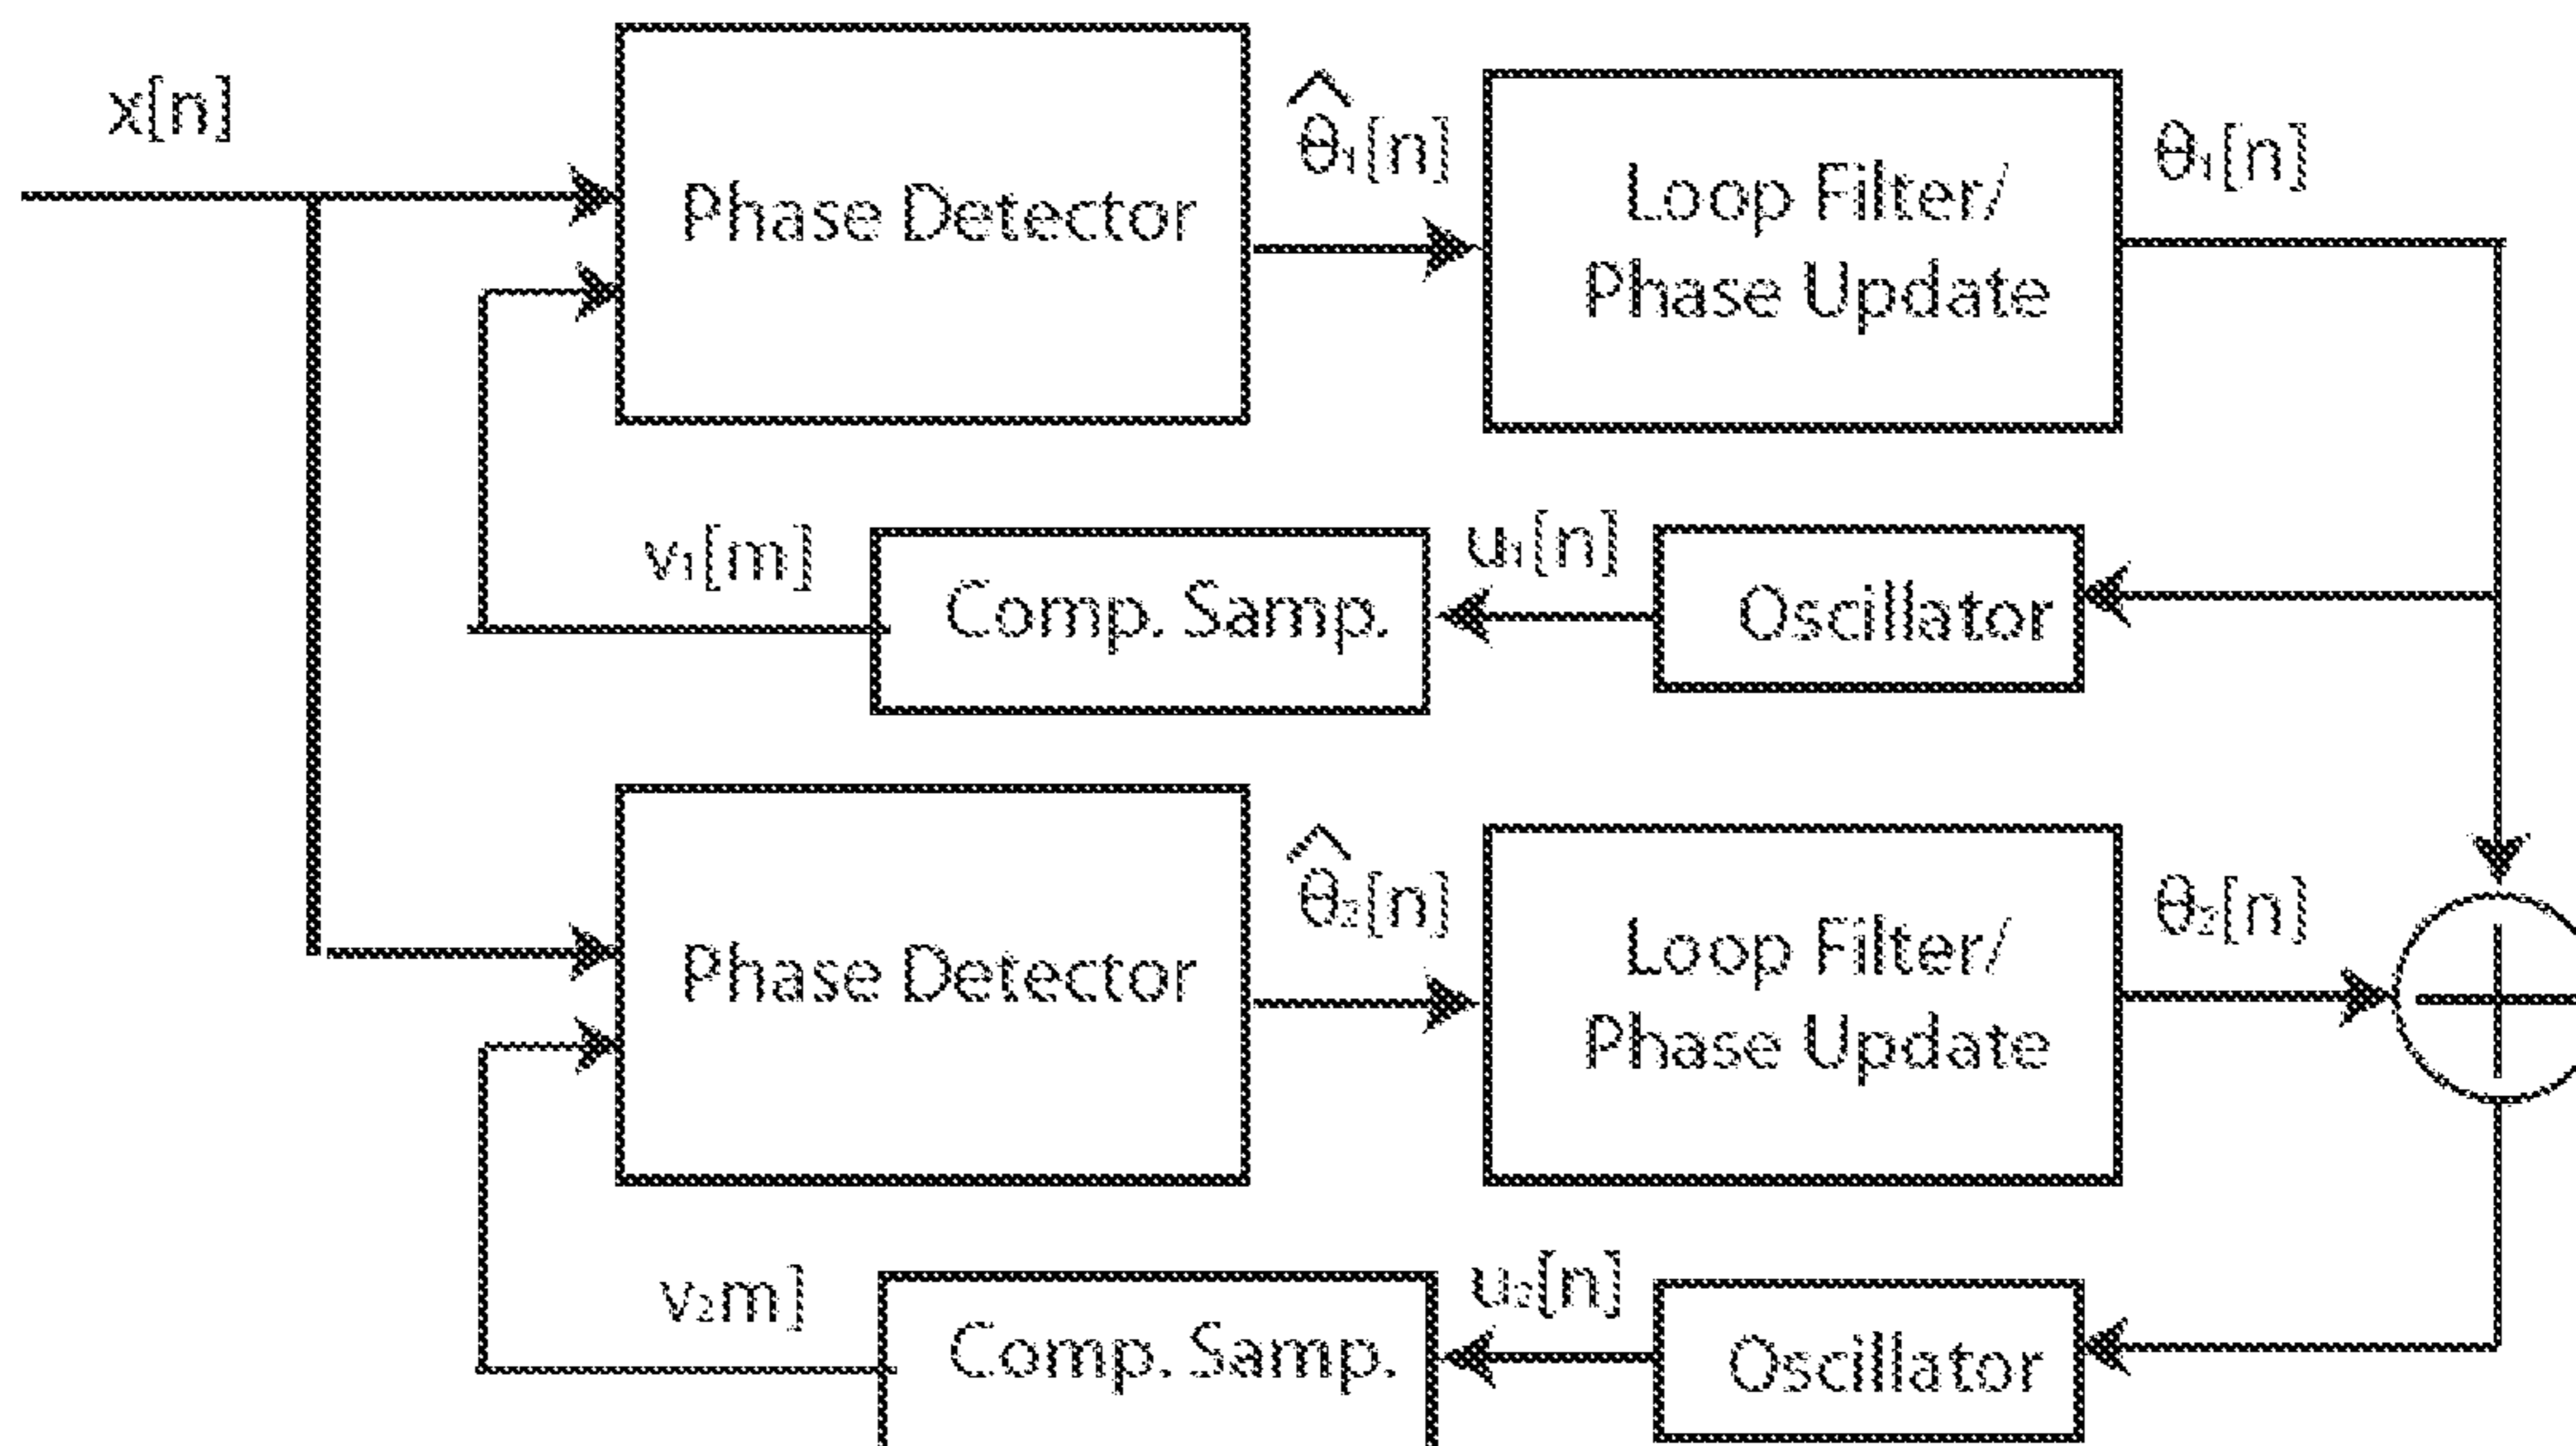 x[n]
Phase Detector
θ̂₁[n]
Loop Filter/
Phase Update
θ₁[n]
v₁[m]
Comp. Samp.
u₁[n]
Oscillator
Phase Detector
θ̂₂[n]
Loop Filter/
Phase Update
θ₂[n]
v₂m]
Comp. Samp.
u₂[n]
Oscillator